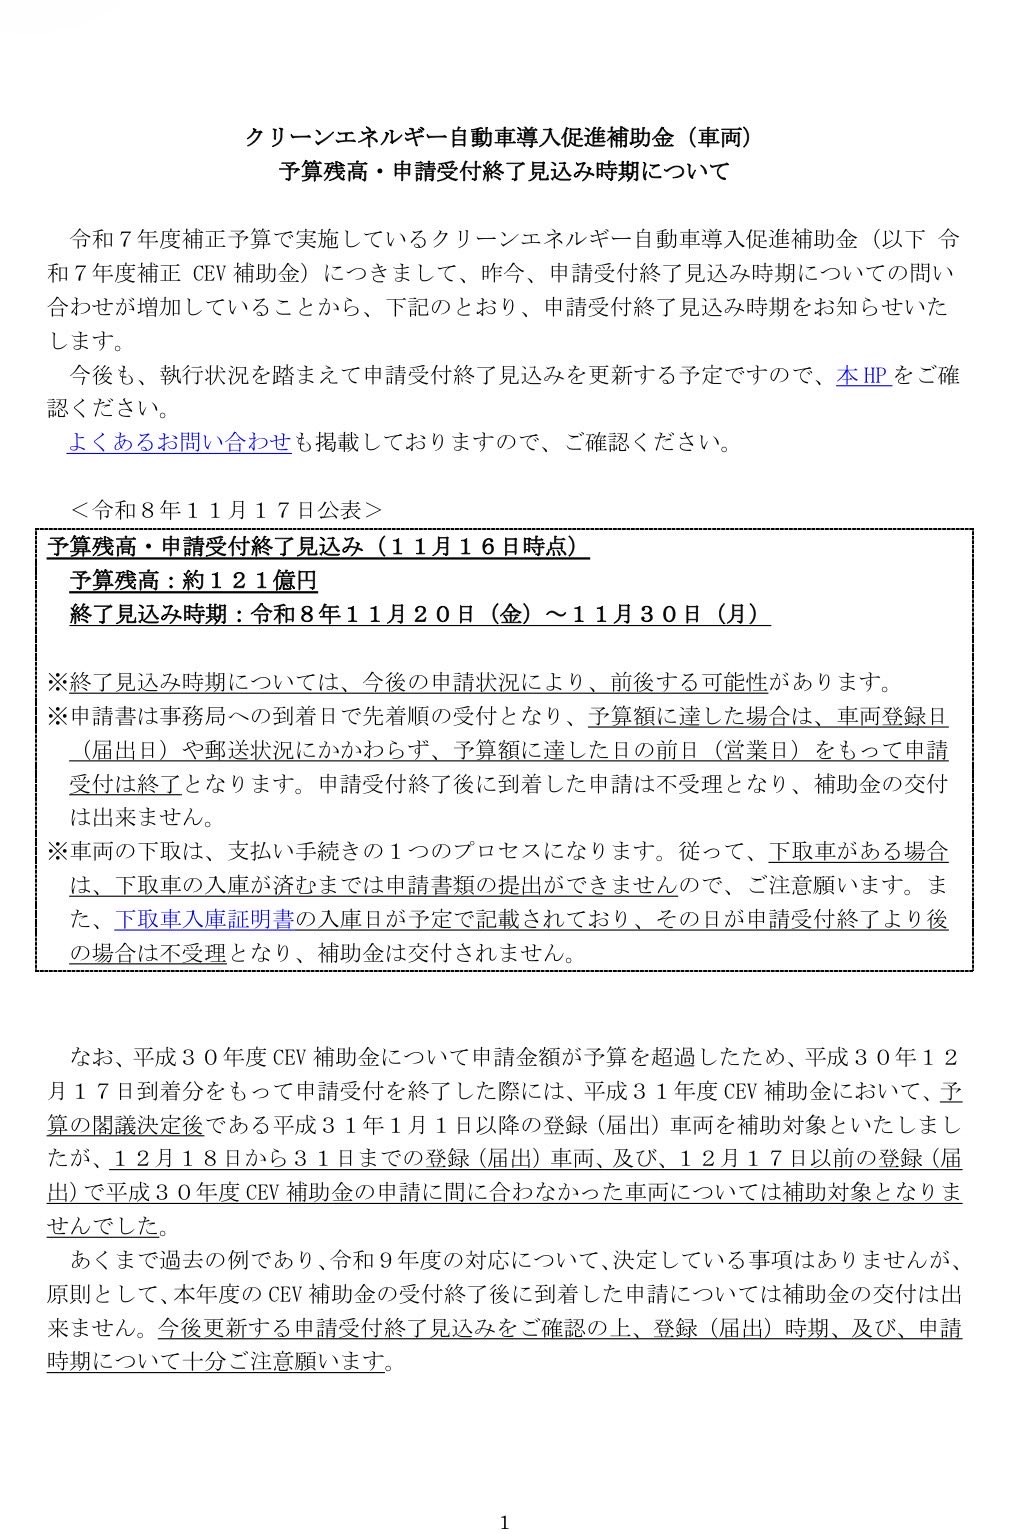 クリーンエネルギー自動車導入促進補助金（車両）
予算残高・申請受付終了見込み時期について
令和７年度補正予算で実施しているクリーンエネルギー自動車導入促進補助金（以下 令
和７年度補正 CEV 補助金）につきまして、昨今、申請受付終了見込み時期についての問い
合わせが増加していることから、下記のとおり、申請受付終了見込み時期をお知らせいた
します。
今後も、執行状況を踏まえて申請受付終了見込みを更新する予定ですので、本 HP をご確
認ください。
よくあるお問い合わせも掲載しておりますので、ご確認ください。
＜令和８年１１月１７日公表＞
予算残高・申請受付終了見込み（１１月１６日時点）
予算残高：約１２１億円
終了見込み時期：令和８年１１月２０日（金）～１１月３０日（月）
※終了見込み時期については、今後の申請状況により、前後する可能性があります。
※申請書は事務局への到着日で先着順の受付となり、予算額に達した場合は、車両登録日
（届出日）や郵送状況にかかわらず、予算額に達した日の前日（営業日）をもって申請
受付は終了となります。申請受付終了後に到着した申請は不受理となり、補助金の交付
は出来ません。
※車両の下取は、支払い手続きの１つのプロセスになります。従って、下取車がある場合
は、下取車の入庫が済むまでは申請書類の提出ができませんので、ご注意願います。ま
た、下取車入庫証明書の入庫日が予定で記載されており、その日が申請受付終了より後
の場合は不受理となり、補助金は交付されません。
なお、平成３０年度 CEV 補助金について申請金額が予算を超過したため、平成３０年１２
月１７日到着分をもって申請受付を終了した際には、平成３１年度 CEV 補助金において、予
算の閣議決定後である平成３１年１月１日以降の登録（届出）車両を補助対象といたしまし
たが、１２月１８日から３１日までの登録（届出）車両、及び、１２月１７日以前の登録（届
出）で平成３０年度 CEV 補助金の申請に間に合わなかった車両については補助対象となりま
せんでした。
あくまで過去の例であり、令和９年度の対応について、決定している事項はありませんが、
原則として、本年度の CEV 補助金の受付終了後に到着した申請については補助金の交付は出
来ません。今後更新する申請受付終了見込みをご確認の上、登録（届出）時期、及び、申請
時期について十分ご注意願います。
1